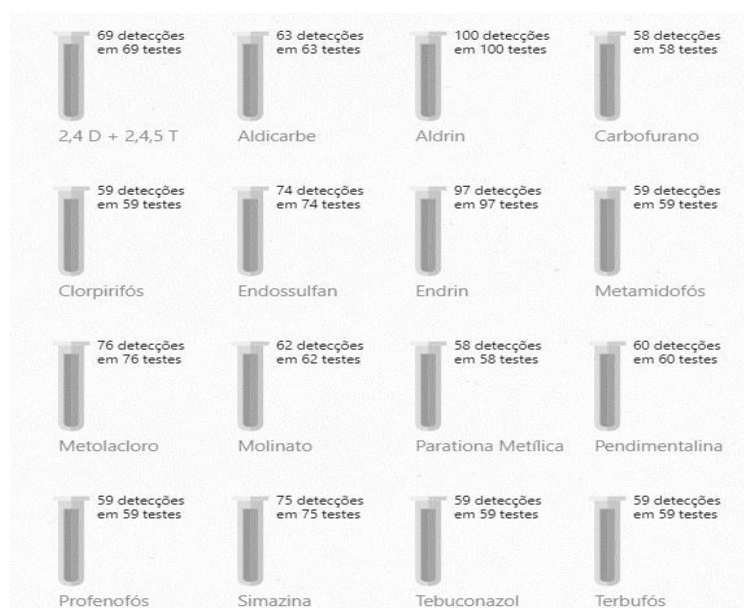 69 detecções
em 69 testes
2,4 D + 2,4,5 T
63 detecções
em 63 testes
Aldicarbe
100 detecções
em 100 testes
Aldrin
58 detecções
em 58 testes
Carbofurano
59 detecções
em 59 testes
Clorpirifós
74 detecções
em 74 testes
Endossulfan
97 detecções
em 97 testes
Endrin
59 detecções
em 59 testes
Metamidofós
76 detecções
em 76 testes
Metolacloro
62 detecções
em 62 testes
Molinato
58 detecções
em 58 testes
Parationa Metílica
60 detecções
em 60 testes
Pendimentalina
59 detecções
em 59 testes
Profenofós
75 detecções
em 75 testes
Simazina
59 detecções
em 59 testes
Tebuconazol
59 detecções
em 59 testes
Terbufós